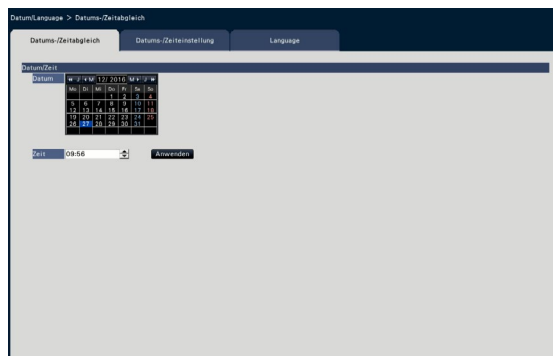 Datum/Language > Datums-/Zeitabgleich
Datums-/Zeitabgleich Datums-/Zeiteinstellung Language
Datum/Zeit
Datum J M 12/ 2016 M J
Mo Di Mi Do Fr Sa So
1 2 3 4
5 6 7 8 9 10 11
12 13 14 15 16 17 18
19 20 21 22 23 24 25
26 27 28 29 30 31
Zeit 09:56 Anwenden